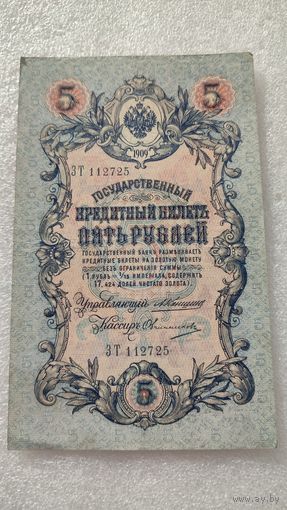 5 5
1909
ЗТ 112725
ГОСУДАРСТВЕННЫЙ
КРЕДИТНЫЙ БИЛЕТЪ
ПЯТЬ РУБЛЕЙ
ГОСУДАРСТВЕННЫЙ БАНКЪ РАЗМѢНИВАЕТЪ
КРЕДИТНЫЕ БИЛЕТЫ НА ЗОЛОТУЮ МОНЕТУ
БЕЗЪ ОГРАНИЧЕНІЯ СУММЫ
(1 РУБЛЬ = 1/15 ИМПЕРІАЛА, СОДЕРЖИТЪ
17,424 ДОЛЕЙ ЧИСТАГО ЗОЛОТА).
Управляющій
Кассиръ
ЗТ 112725
5
ay.by